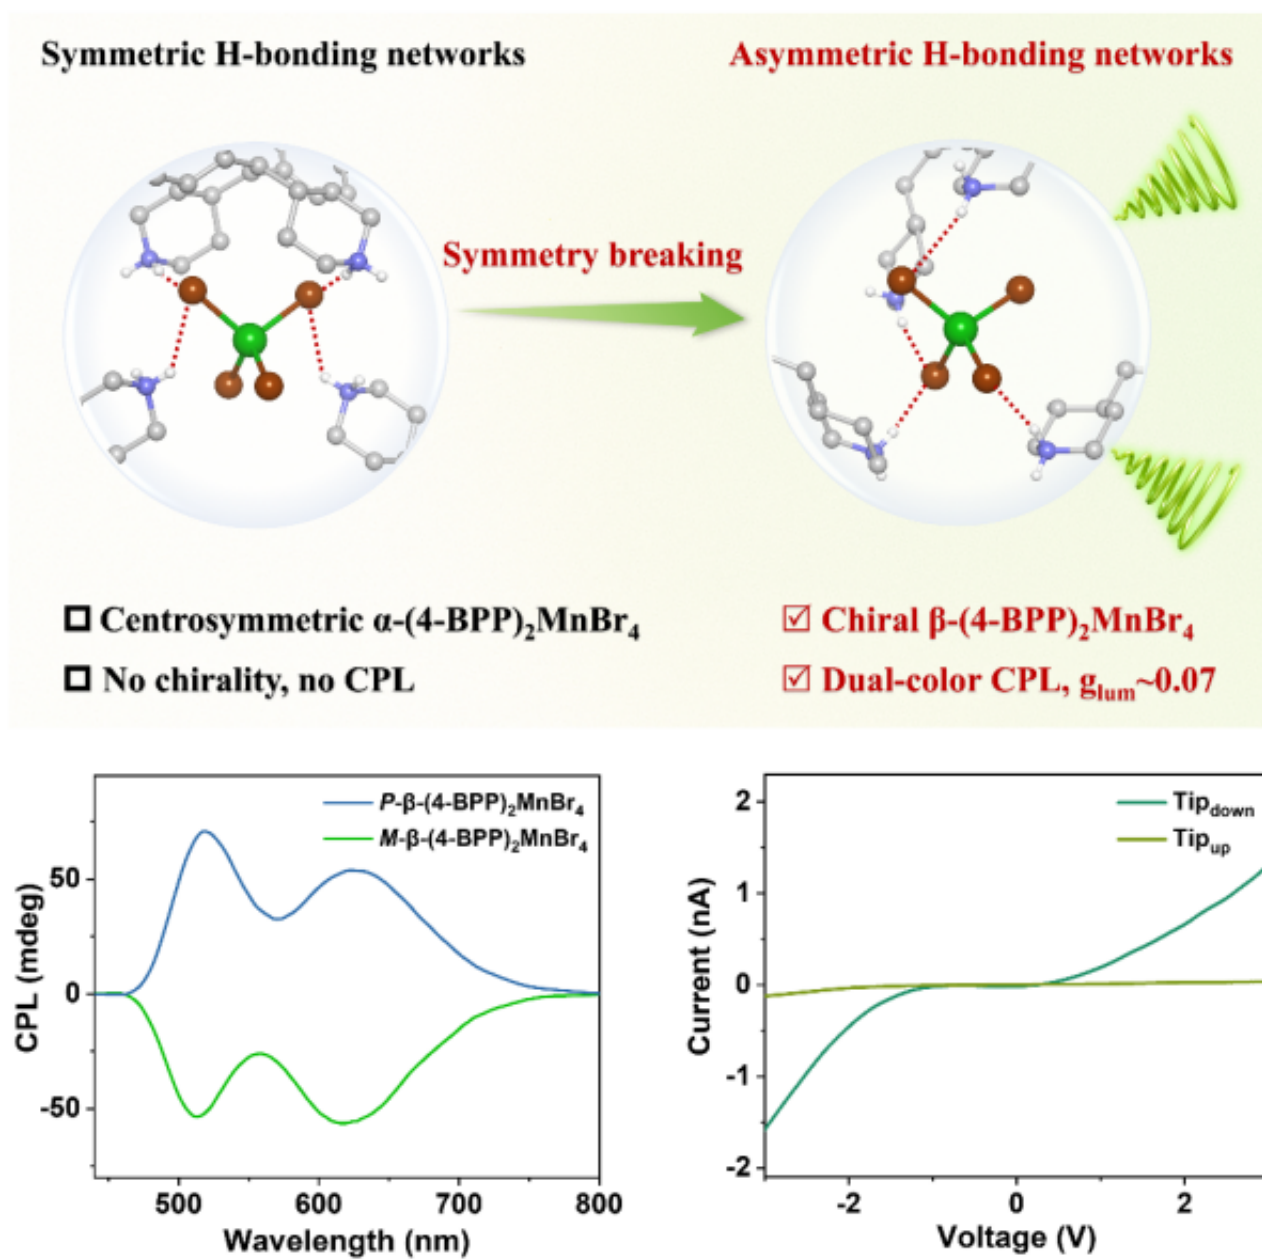 Symmetric H-bonding networks
Asymmetric H-bonding networks
Symmetry breaking
☐ Centrosymmetric α-(4-BPP)₂MnBr₄
☐ No chirality, no CPL
☑ Chiral β-(4-BPP)₂MnBr₄
☑ Dual-color CPL, gₗᵤₘ~0.07
P-β-(4-BPP)₂MnBr₄
M-β-(4-BPP)₂MnBr₄
CPL (mdeg)
50
0
-50
500 600 700 800
Wavelength (nm)
Tip_down
Tip_up
Current (nA)
2
1
0
-1
-2
-2 0 2
Voltage (V)